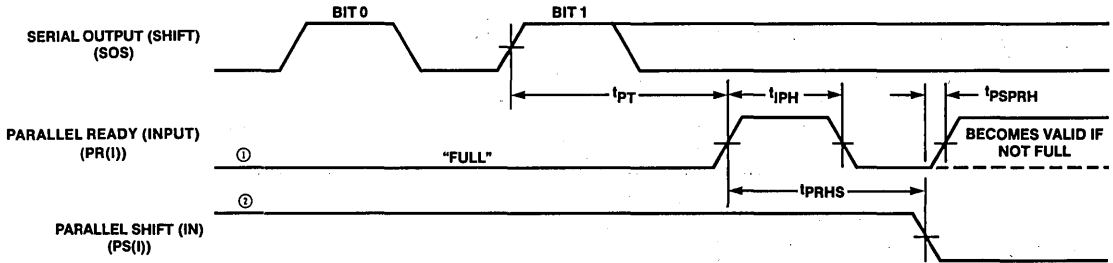 BIT 0
BIT 1
SERIAL OUTPUT (SHIFT)
(SOS)
tPT
tIPH
tPSPRH
PARALLEL READY (INPUT)
(PR(I))
①
"FULL"
BECOMES VALID IF
NOT FULL
tPRHS
②
PARALLEL SHIFT (IN)
(PS(I))